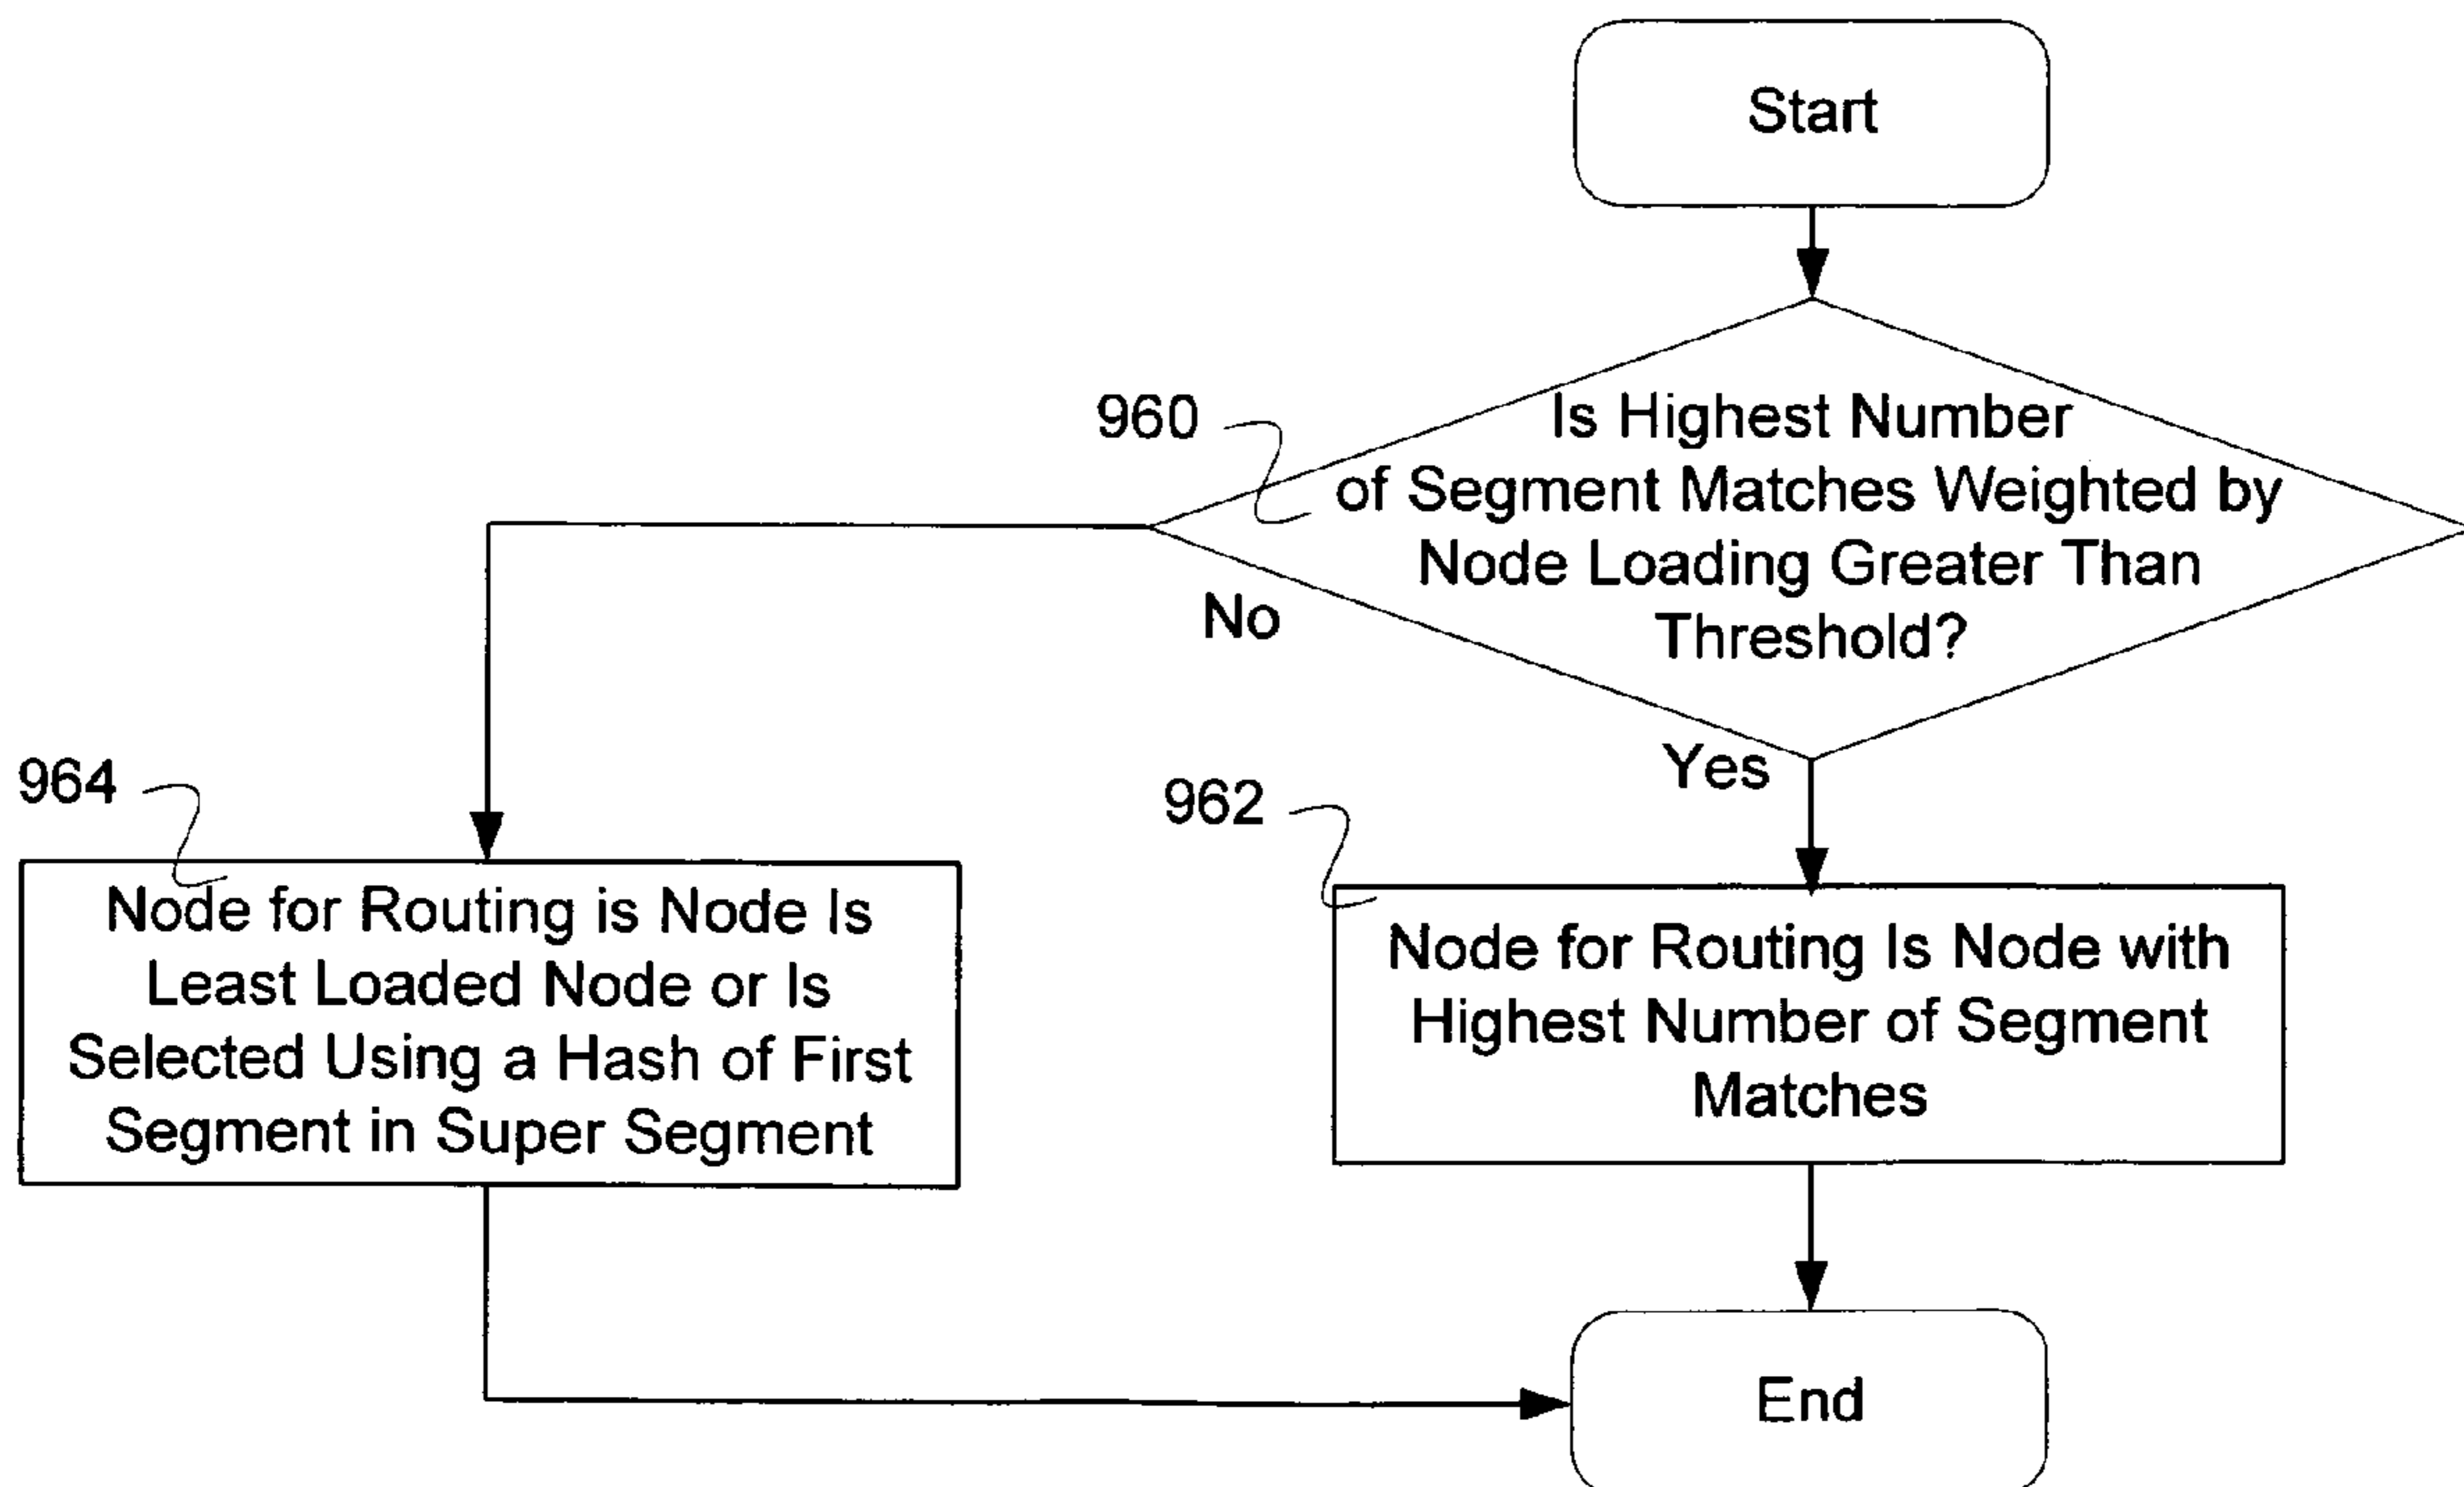 Start
960
Is Highest Number
of Segment Matches Weighted by
Node Loading Greater Than
Threshold?
No
Yes
964
Node for Routing is Node Is
Least Loaded Node or Is
Selected Using a Hash of First
Segment in Super Segment
962
Node for Routing Is Node with
Highest Number of Segment
Matches
End